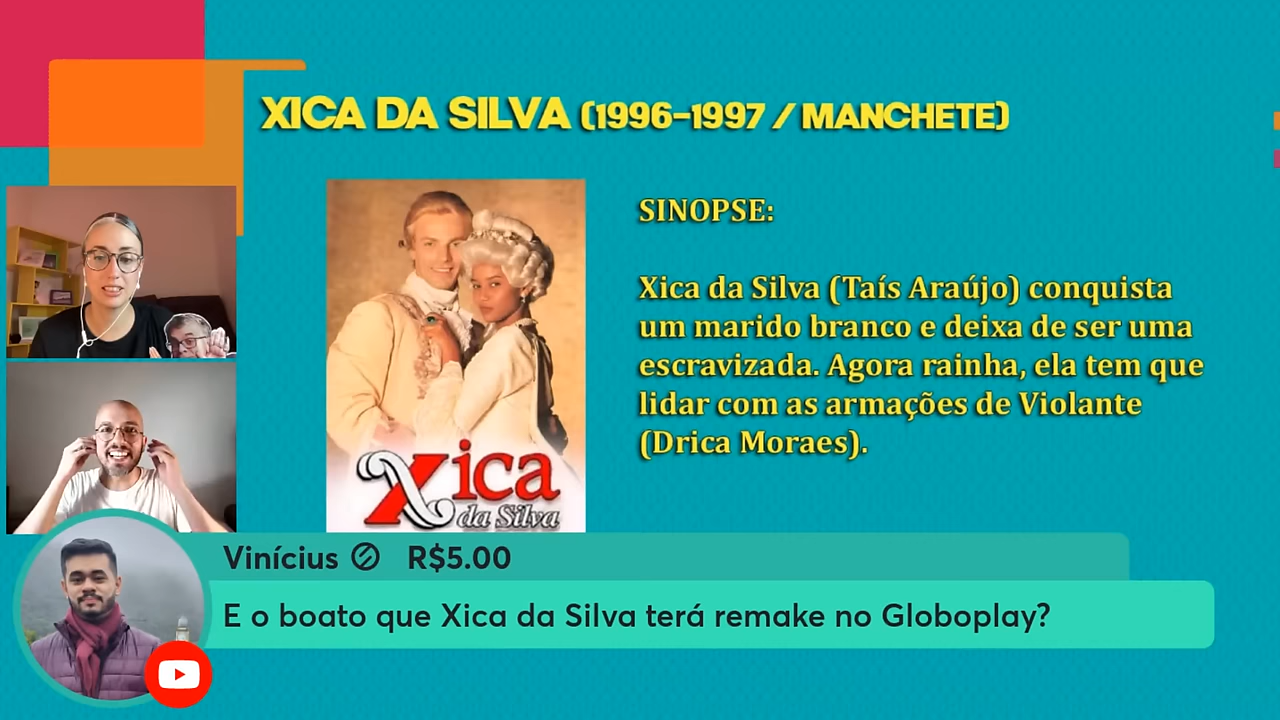 XICA DA SILVA (1996-1997 / MANCHETE)
SINOPSE:
Xica da Silva (Taís Araújo) conquista
um marido branco e deixa de ser uma
escravizada. Agora rainha, ela tem que
lidar com as armações de Violante
(Drica Moraes).
Xica
da Silva
Vinícius R$5.00
E o boato que Xica da Silva terá remake no Globoplay?